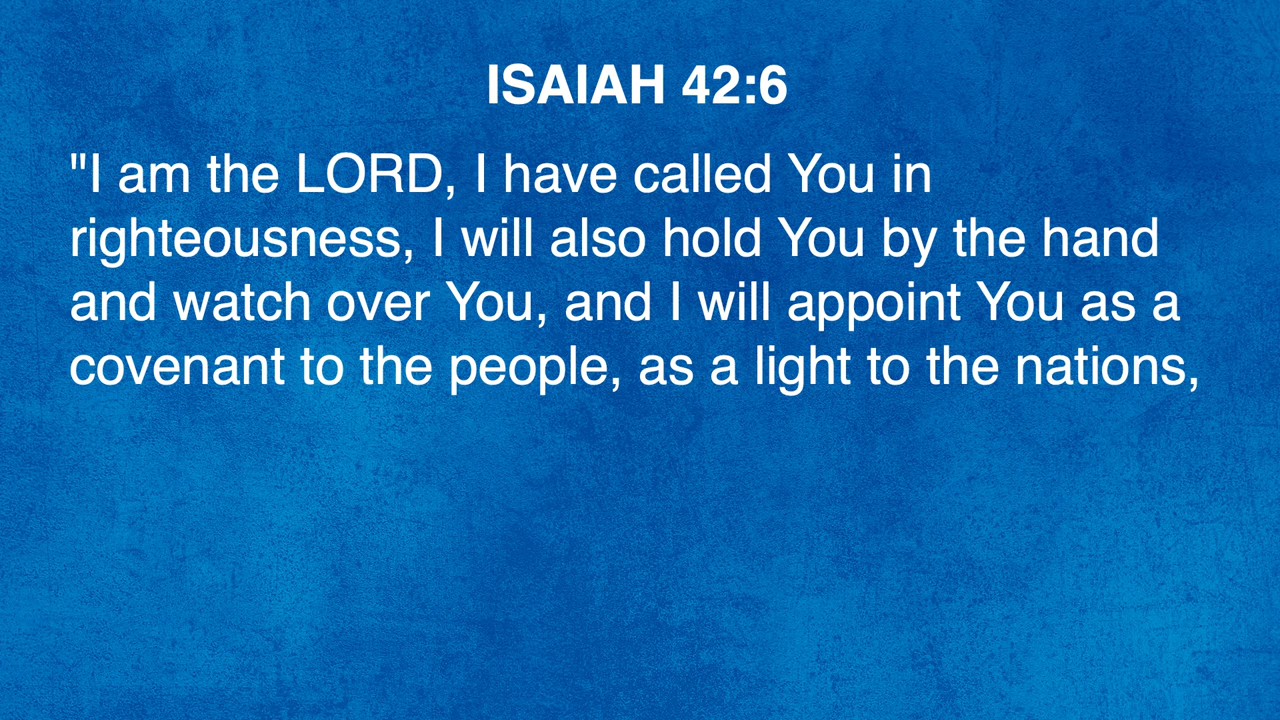 ISAIAH 42:6
"I am the LORD, I have called You in
righteousness, I will also hold You by the hand
and watch over You, and I will appoint You as a
covenant to the people, as a light to the nations,